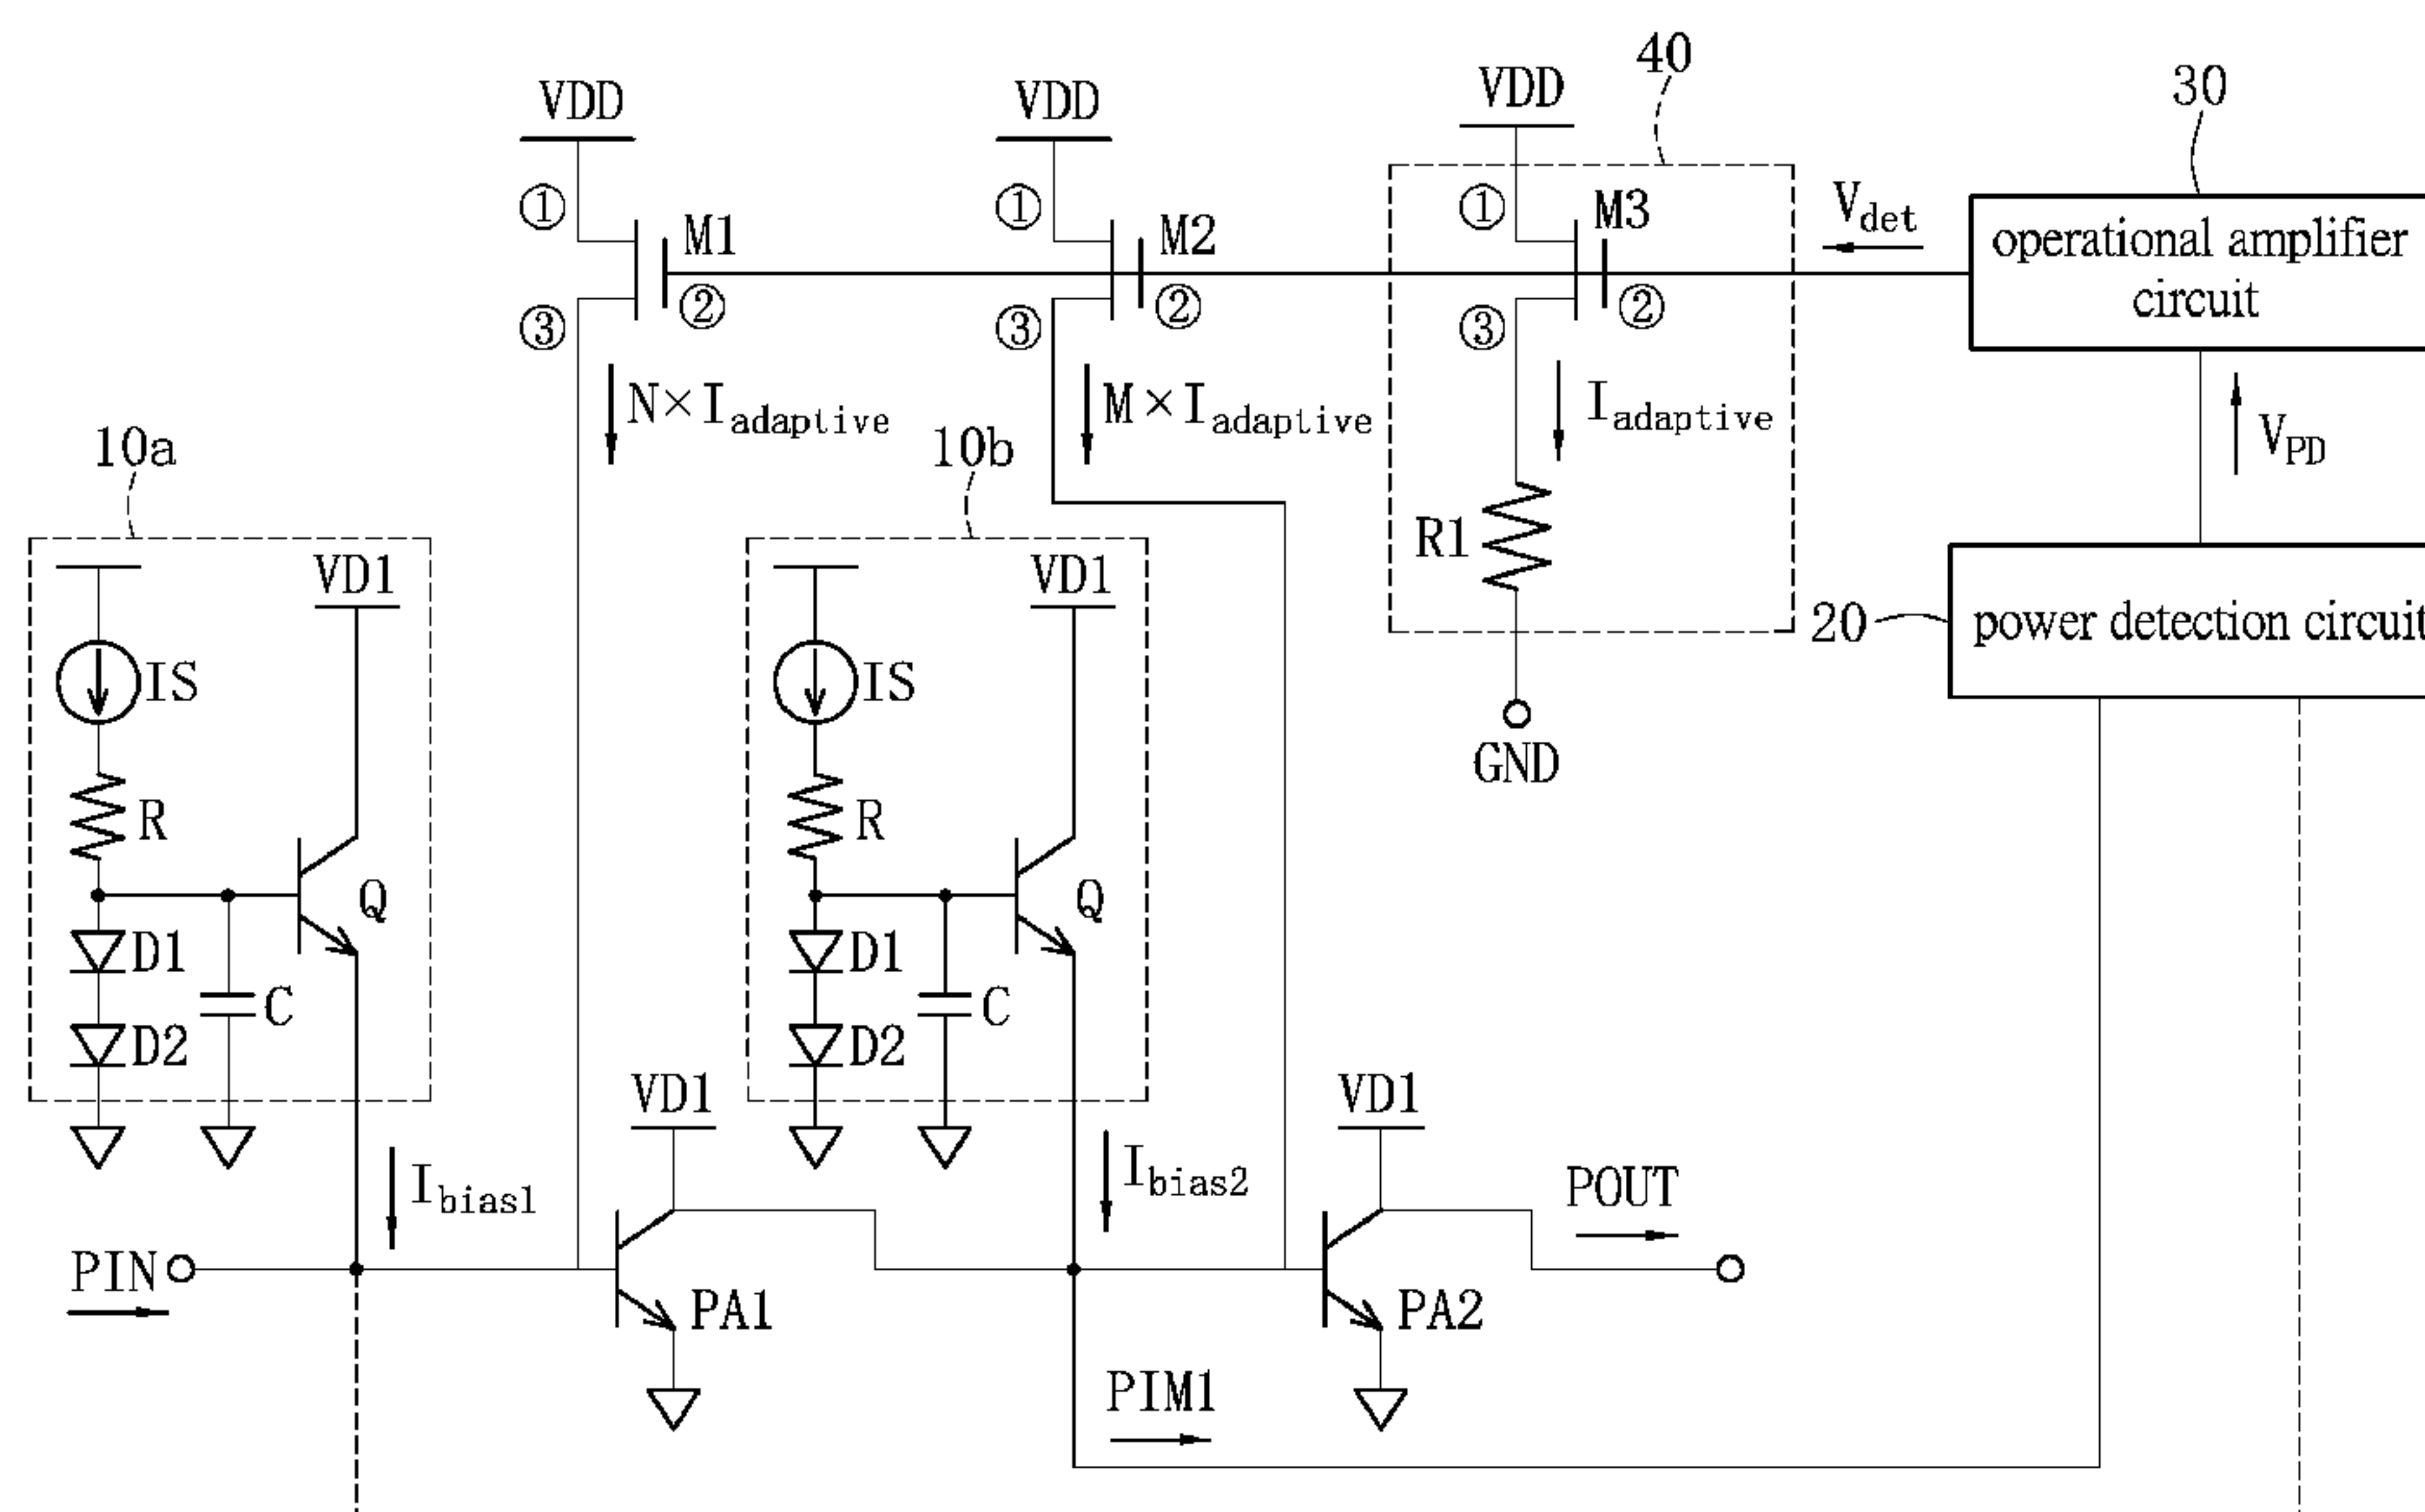 40
30
VDD
VDD
VDD
①
M1
②
③
①
M2
②
③
①
M3
②
③
Vdet
operational amplifier
circuit
N×Iadaptive
M×Iadaptive
Iadaptive
VPD
10a
10b
R1
GND
20
power detection circuit
VD1
IS
R
Q
D1
C
D2
VD1
IS
R
Q
D1
C
D2
VD1
VD1
Ibias1
Ibias2
POUT
PIN
PA1
PA2
PIM1